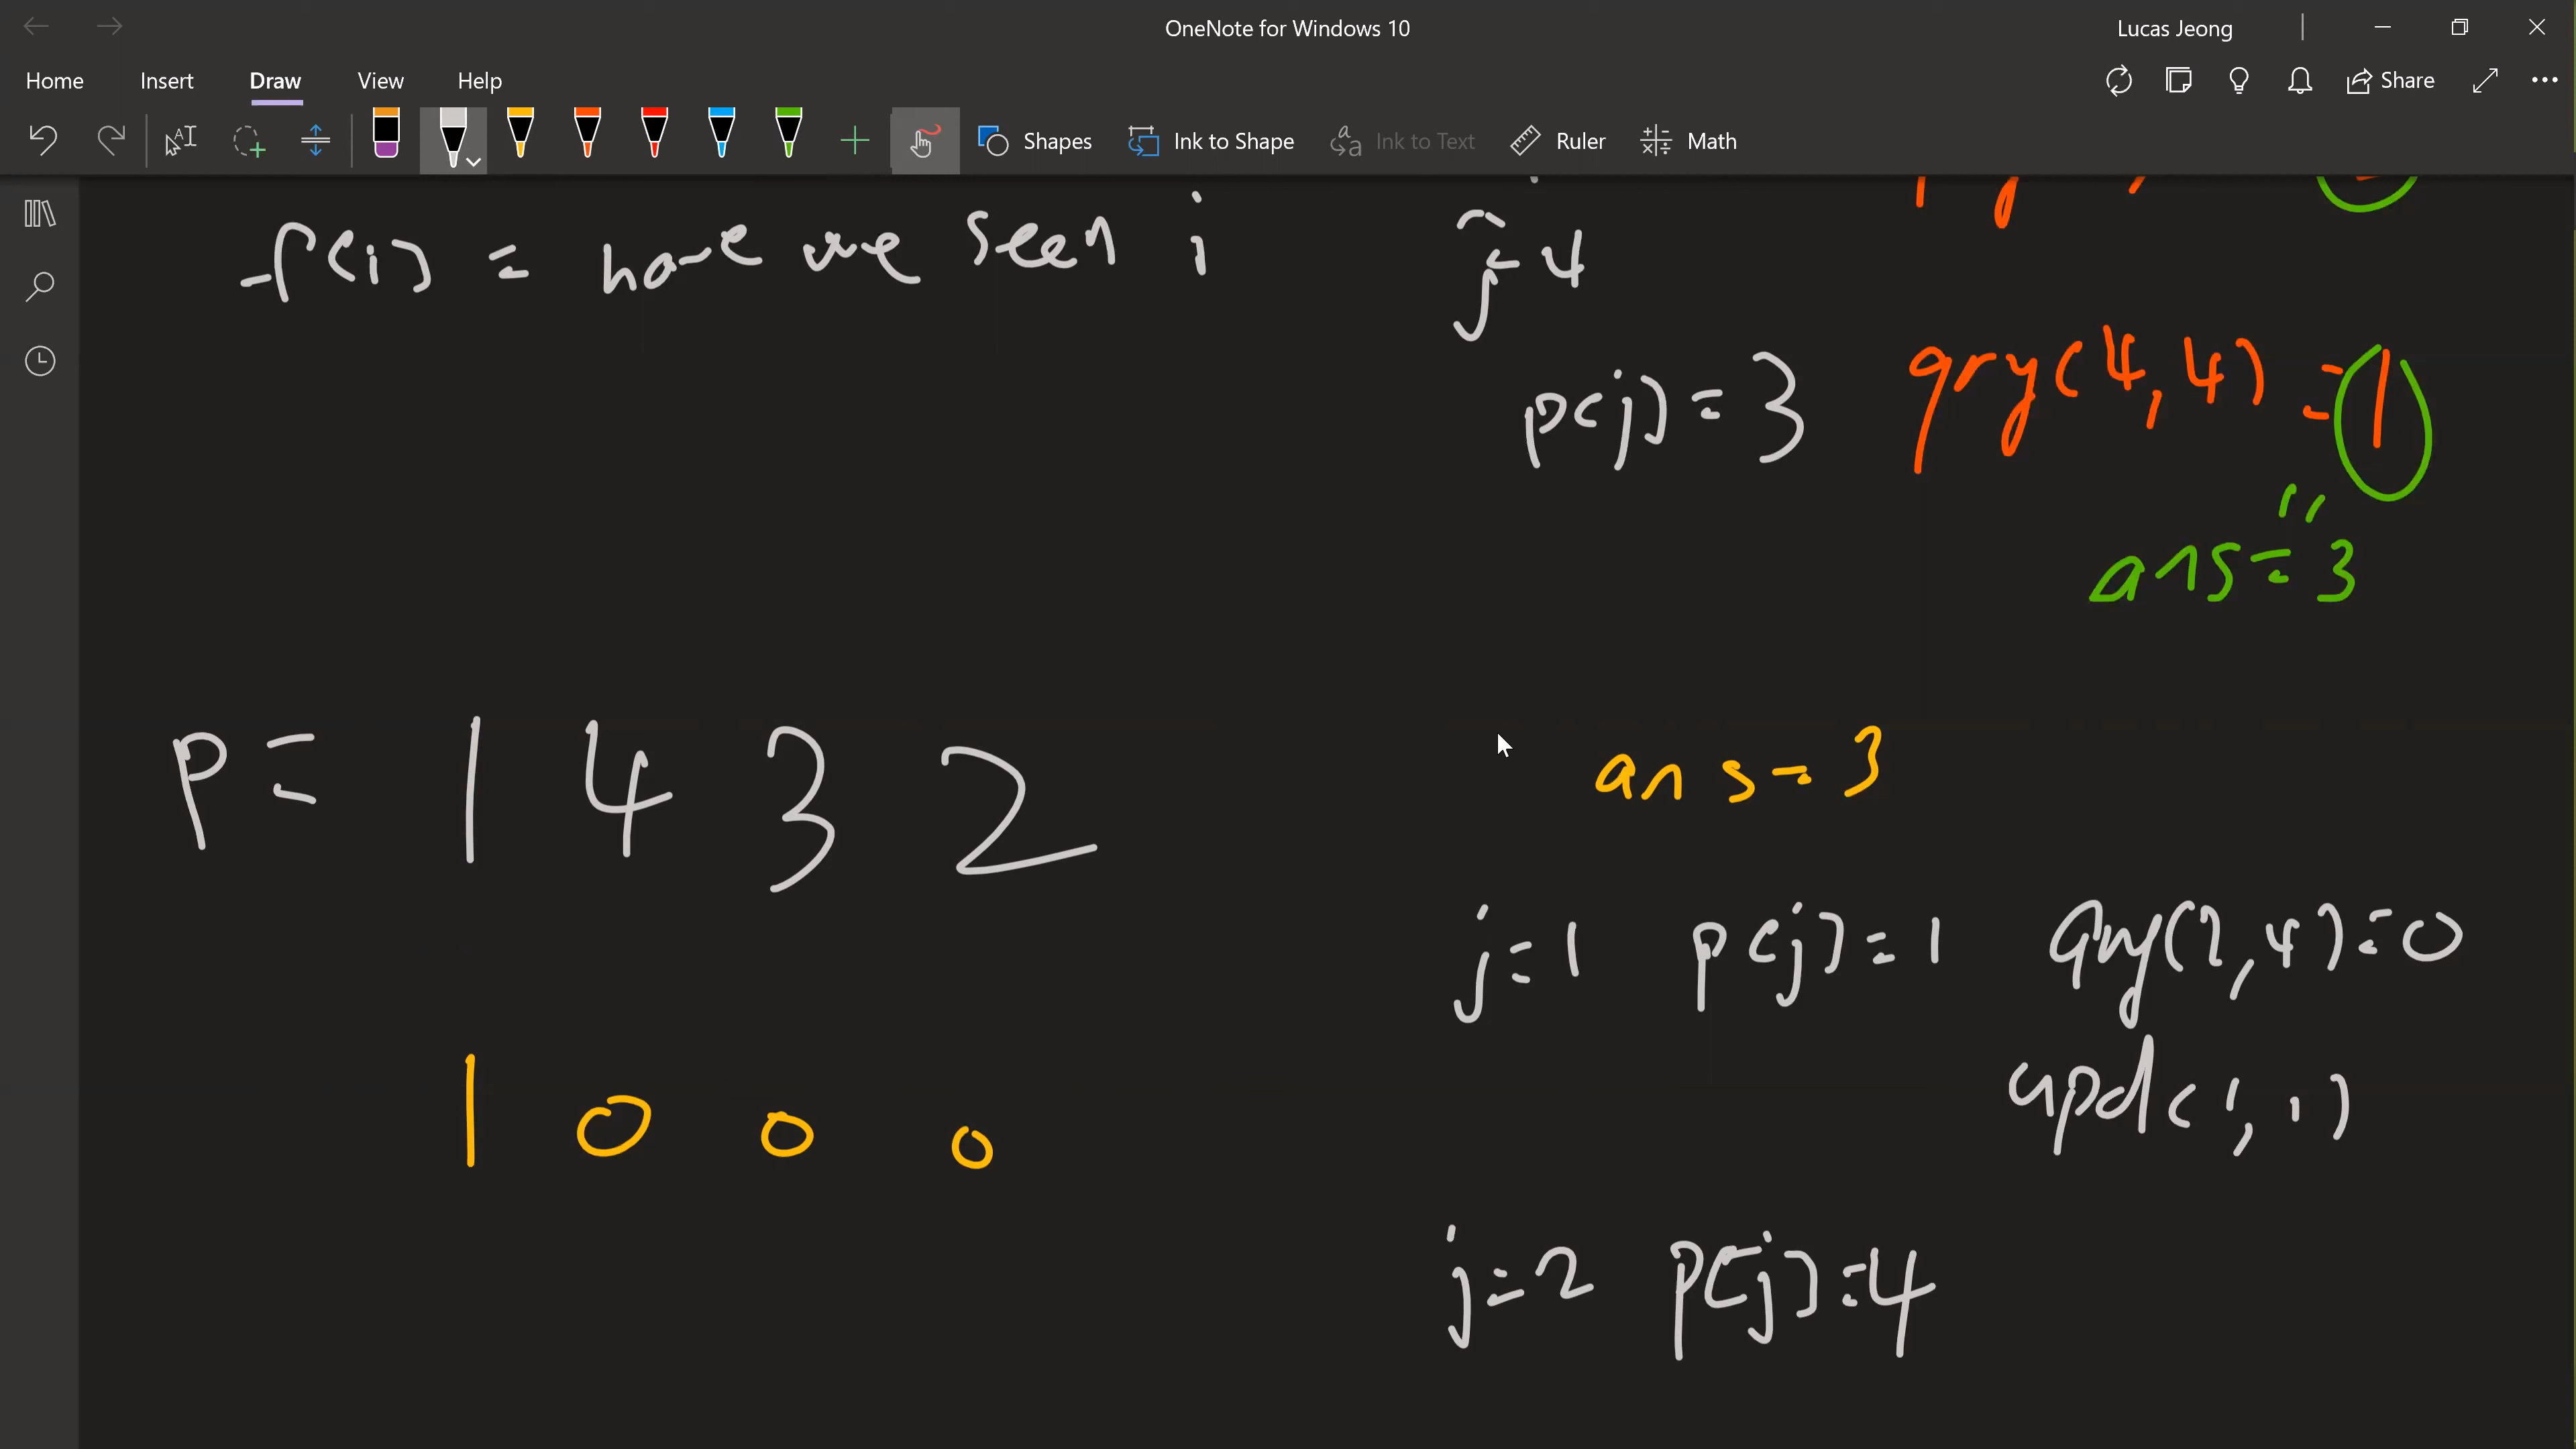 OneNote for Windows 10
Lucas Jeong
Home Insert Draw View Help
Share
Shapes Ink to Shape Ink to Text Ruler Math
f(i) = have we seen i
j=4
p(j) = 3 qry(4,4) = 1
ans = 3
P = 1 4 3 2
ans = 3
j=1 p(j)=1 qry(2,4)=0
1 0 0 0
upd(1,1)
j=2 p[j]=4